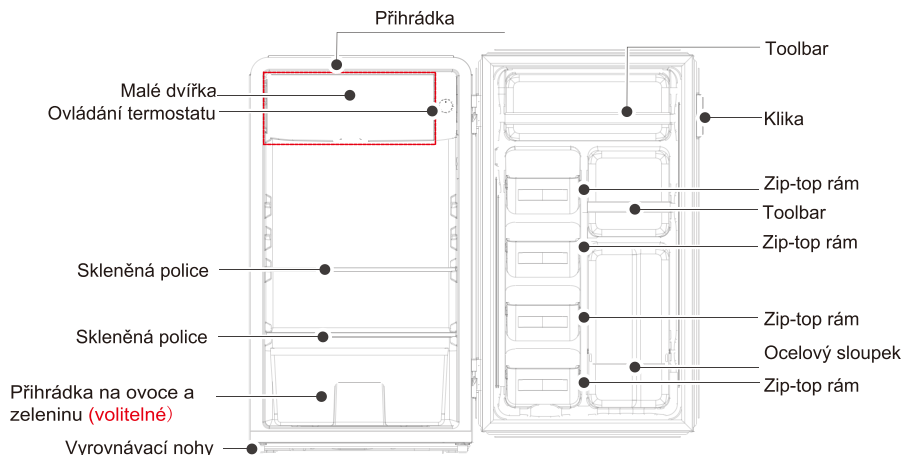 Přihrádka
Malé dvířka
Ovládání termostatu
Skleněná police
Skleněná police
Přihrádka na ovoce a
zeleninu (volitelné)
Vyrovnávací nohy
Toolbar
Klika
Zip-top rám
Toolbar
Zip-top rám
Zip-top rám
Ocelový sloupek
Zip-top rám